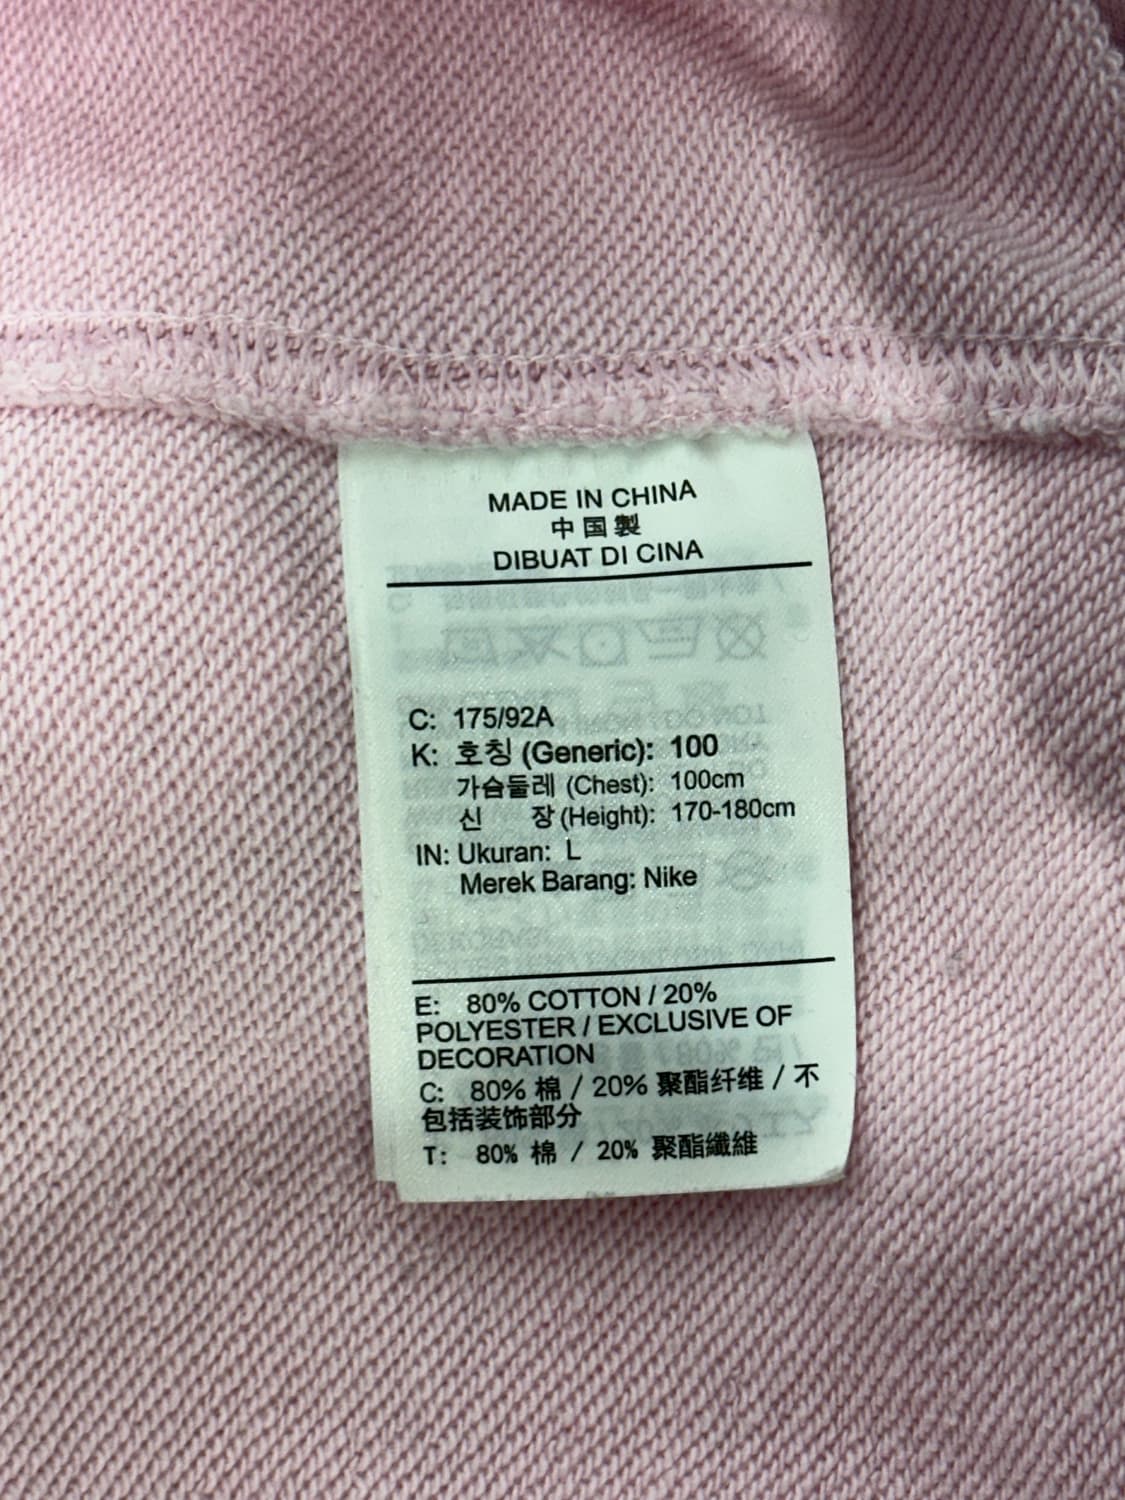 MADE IN CHINA
中国製
DIBUAT DI CINA
C: 175/92A
K: 호칭 (Generic): 100
가슴둘레 (Chest): 100cm
신 장 (Height): 170-180cm
IN: Ukuran: L
Merek Barang: Nike
E: 80% COTTON / 20%
POLYESTER / EXCLUSIVE OF
DECORATION
C: 80% 棉 / 20% 聚酯纤维 / 不
包括装饰部分
T: 80% 棉 / 20% 聚酯纖維